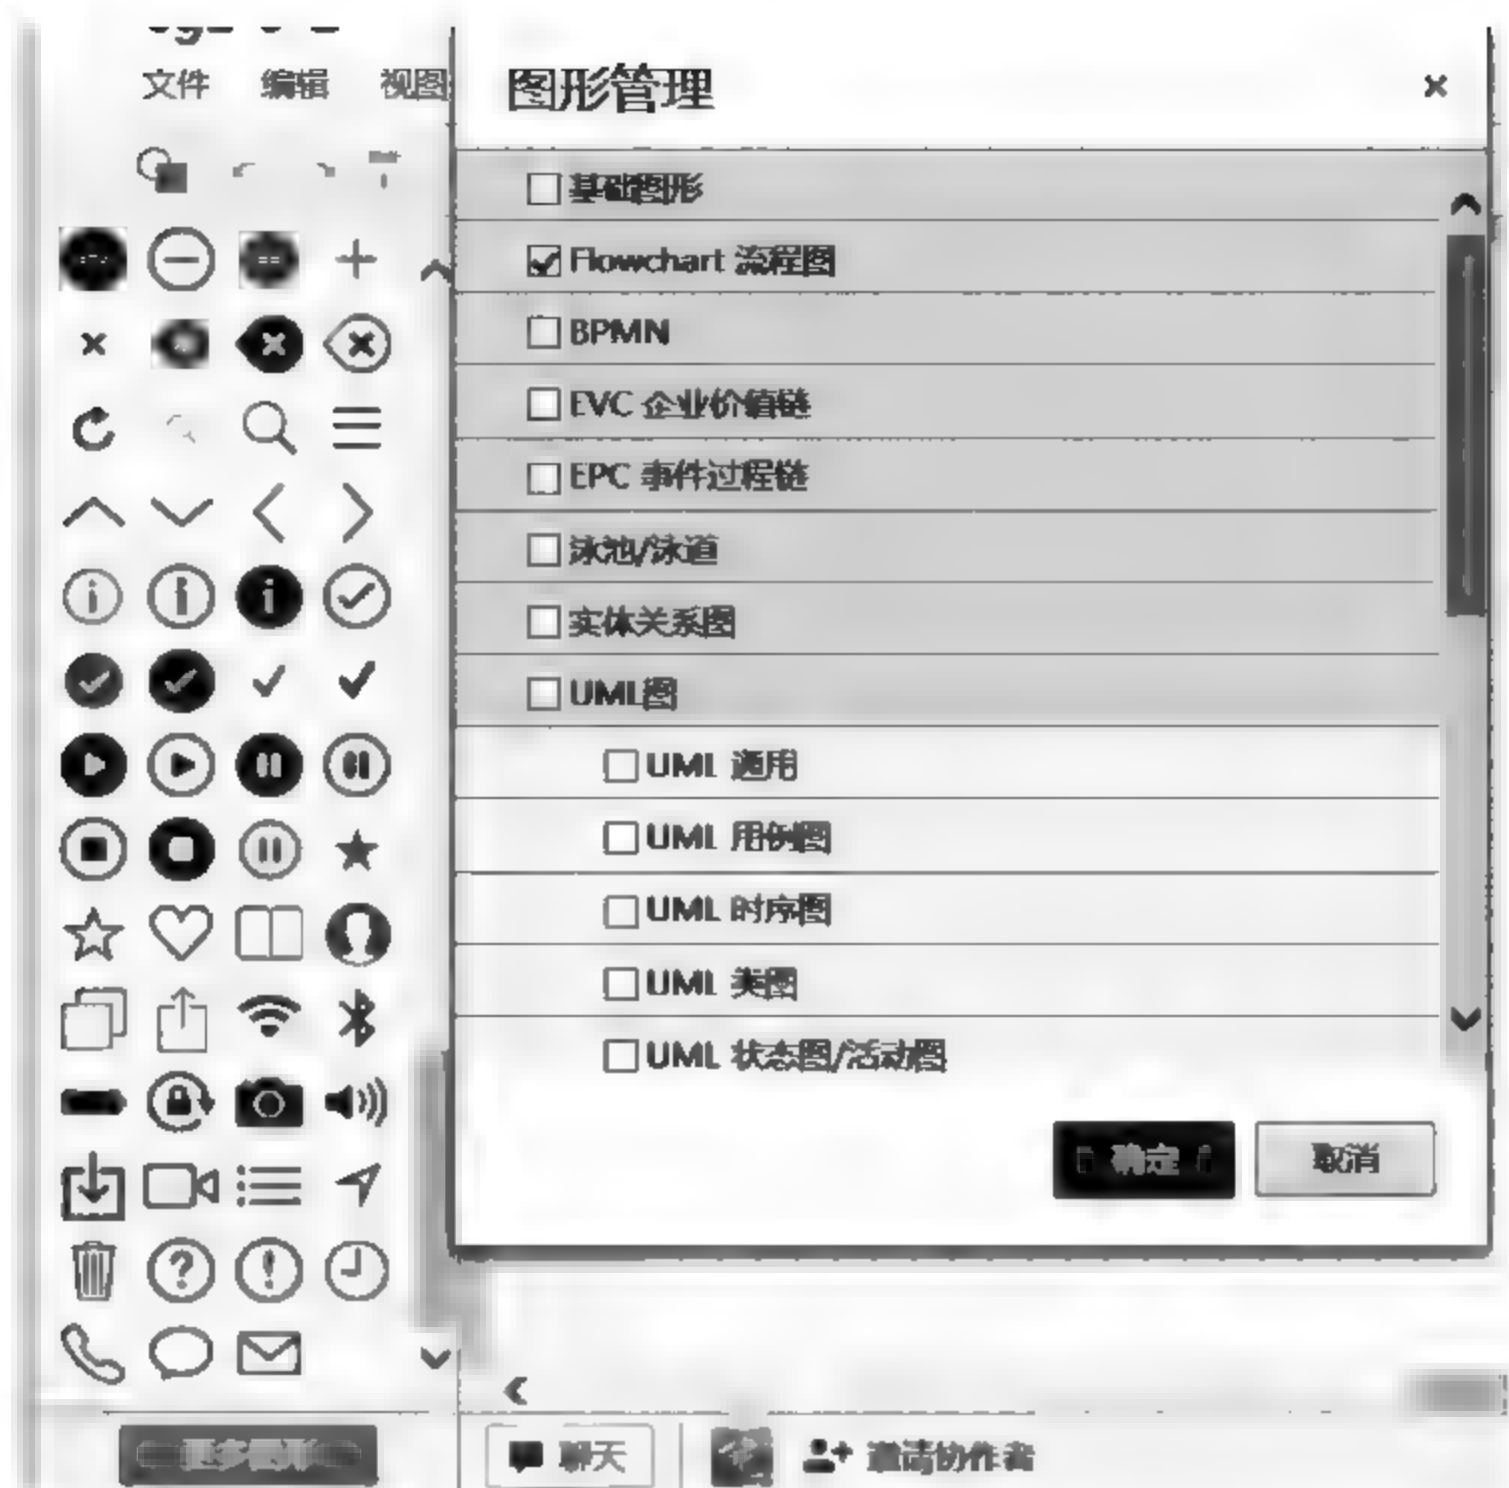 文件 编辑 视图
图形管理
基础图形
Flowchart 流程图
BPMN
EVC 企业价值链
EPC 事件过程链
泳池/泳道
实体关系图
UML图
UML 通用
UML 用例图
UML 时序图
UML 类图
UML 状态图/活动图
确定 取消
更多图形
聊天 邀请协作者